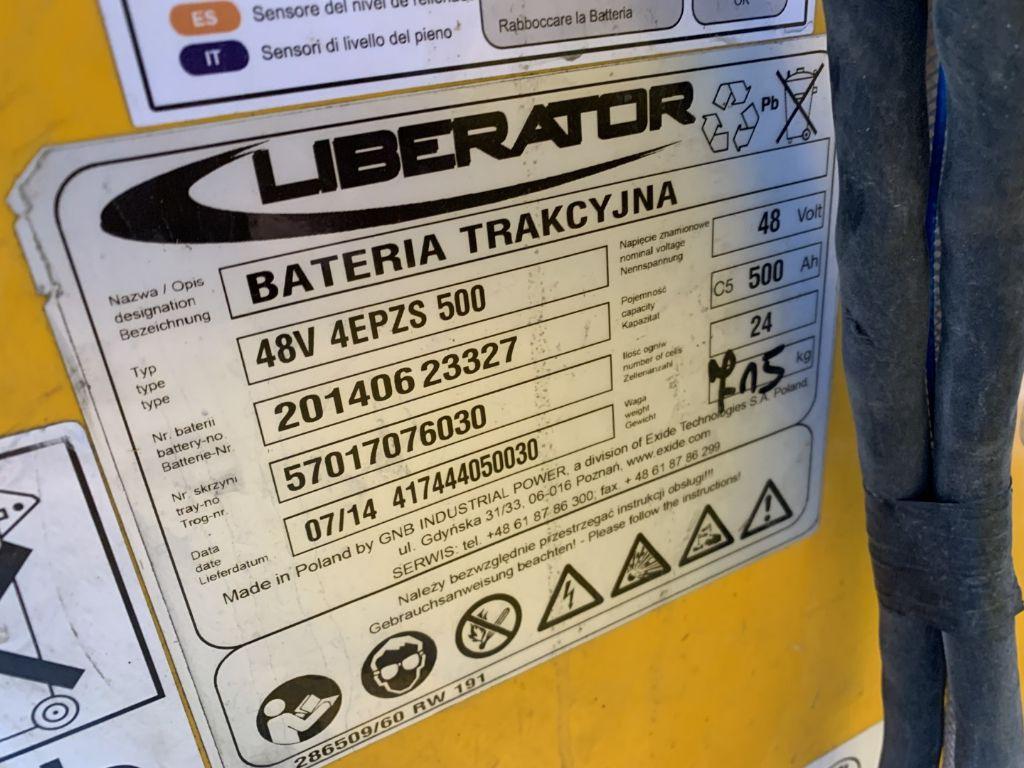 ES Sensore del nivel de
IT Sensori di livello del pieno
Rabboccare la Batteria
OK
LIBERATOR
Pb
Nazwa / Opis
designation
Bezeichnung
BATERIA TRAKCYJNA
Typ
type
type
48V 4EPZS 500
Nr. baterii
battery-no.
Batterie-Nr.
201406 23327
Nr skrzyni
tray-no
Trog-nr.
57017076030
Data
date
Lieferdatum
07/14 417444050030
Napięcie znamionowe
nominal voltage
Nennspannung
48 Volt
Pojemność
capacity
Kapazität
C5 500 Ah
Ilość ogniw
number of cells
Zellenanzahl
24
Waga
weight
Gewicht
kg
Made in Poland by GNB INDUSTRIAL POWER, a division of Exide Technologies S.A. Poland.
ul. Gdyńska 31/33, 06-016 Poznań, www.exide.com
SERWIS: tel. +48 61 87 86 300; fax. + 48 61 87 86 299
Należy bezwzględnie przestrzegać instrukcji obsługi!!!
Gebrauchsanweisung beachten! - Please follow the instructions!
286509/60 RW 191